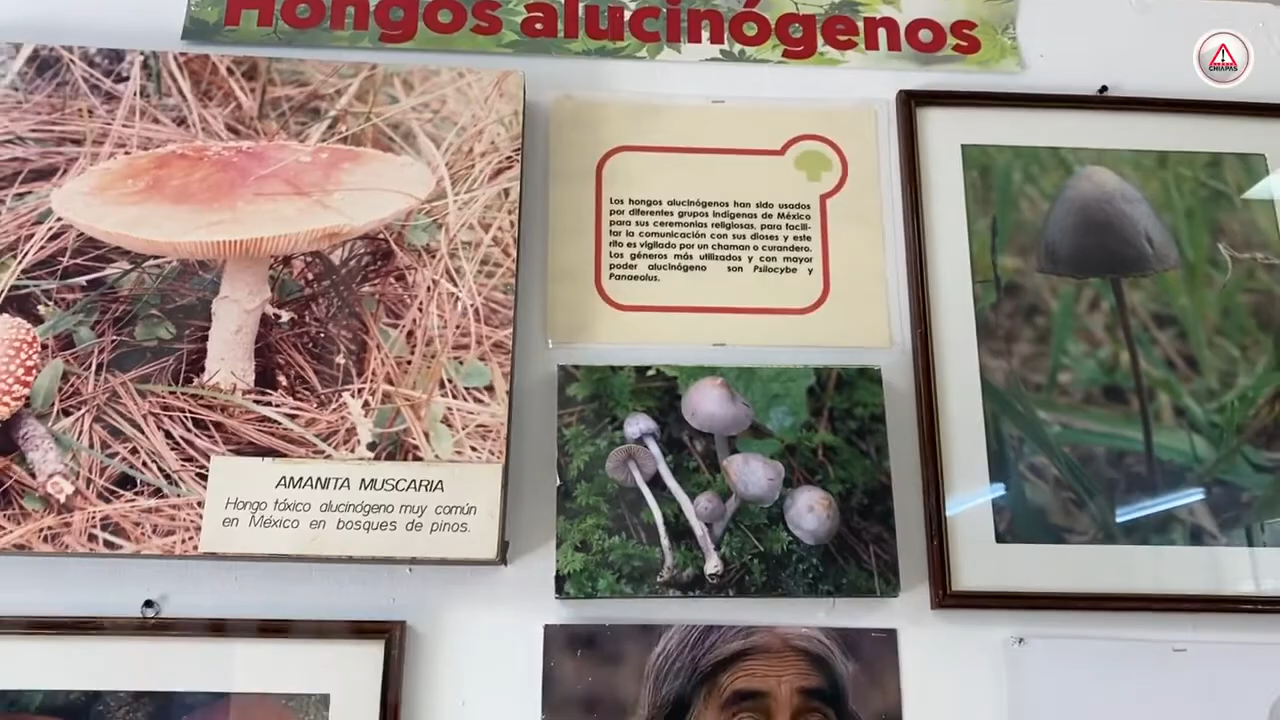 Hongos alucinógenos
CHIAPAS
Los hongos alucinógenos han sido usados
por diferentes grupos indígenas de México
para sus ceremonias religiosas, para facili-
tar la comunicación con sus dioses y este
rito es vigilado por un chaman o curandero.
Los géneros más utilizados y con mayor
poder alucinógeno son Psilocybe y
Panaeolus.
AMANITA MUSCARIA
Hongo tóxico alucinógeno muy común
en México en bosques de pinos.